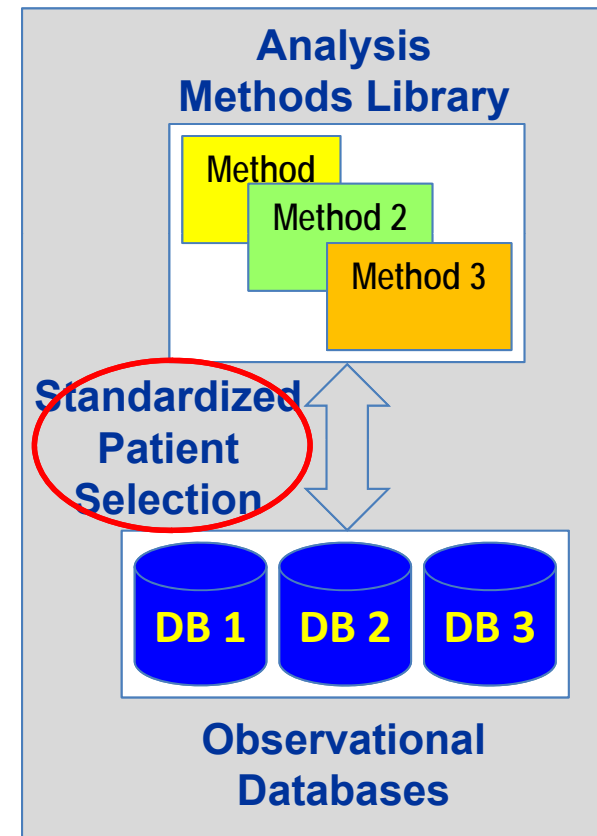 Analysis
Methods Library
Method
Method 2
Method 3
Standardized
Patient
Selection
DB 1
DB 2
DB 3
Observational
Databases